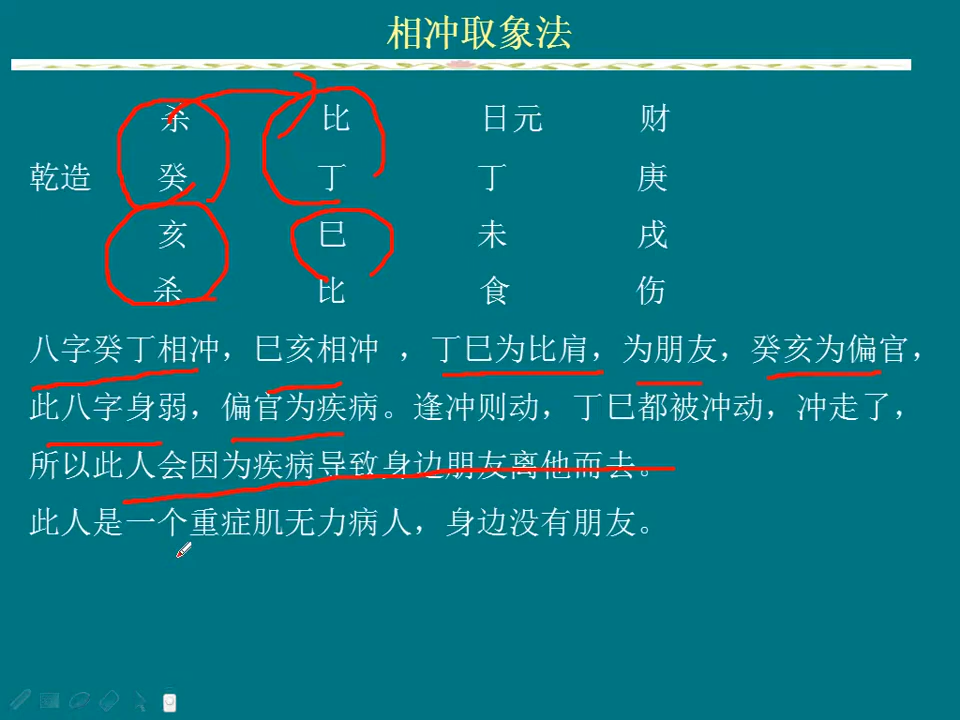 相冲取象法
杀 比 日元 财
乾造 癸 丁 丁 庚
亥 巳 未 戌
杀 比 食 伤
八字癸丁相冲，巳亥相冲 ，丁巳为比肩，为朋友，癸亥为偏官，
此八字身弱，偏官为疾病。逢冲则动，丁巳都被冲动，冲走了，
所以此人会因为疾病导致身边朋友离他而去。
此人是一个重症肌无力病人，身边没有朋友。